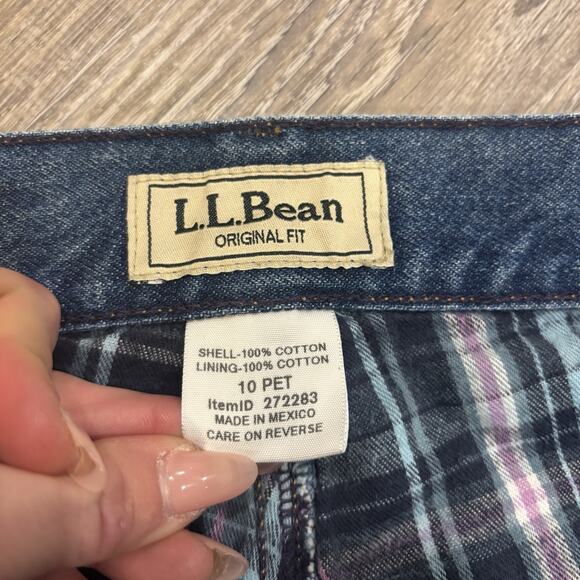 L.L.Bean
ORIGINAL FIT
SHELL-100% COTTON
LINING-100% COTTON
10 PET
ItemID 272283
MADE IN MEXICO
CARE ON REVERSE